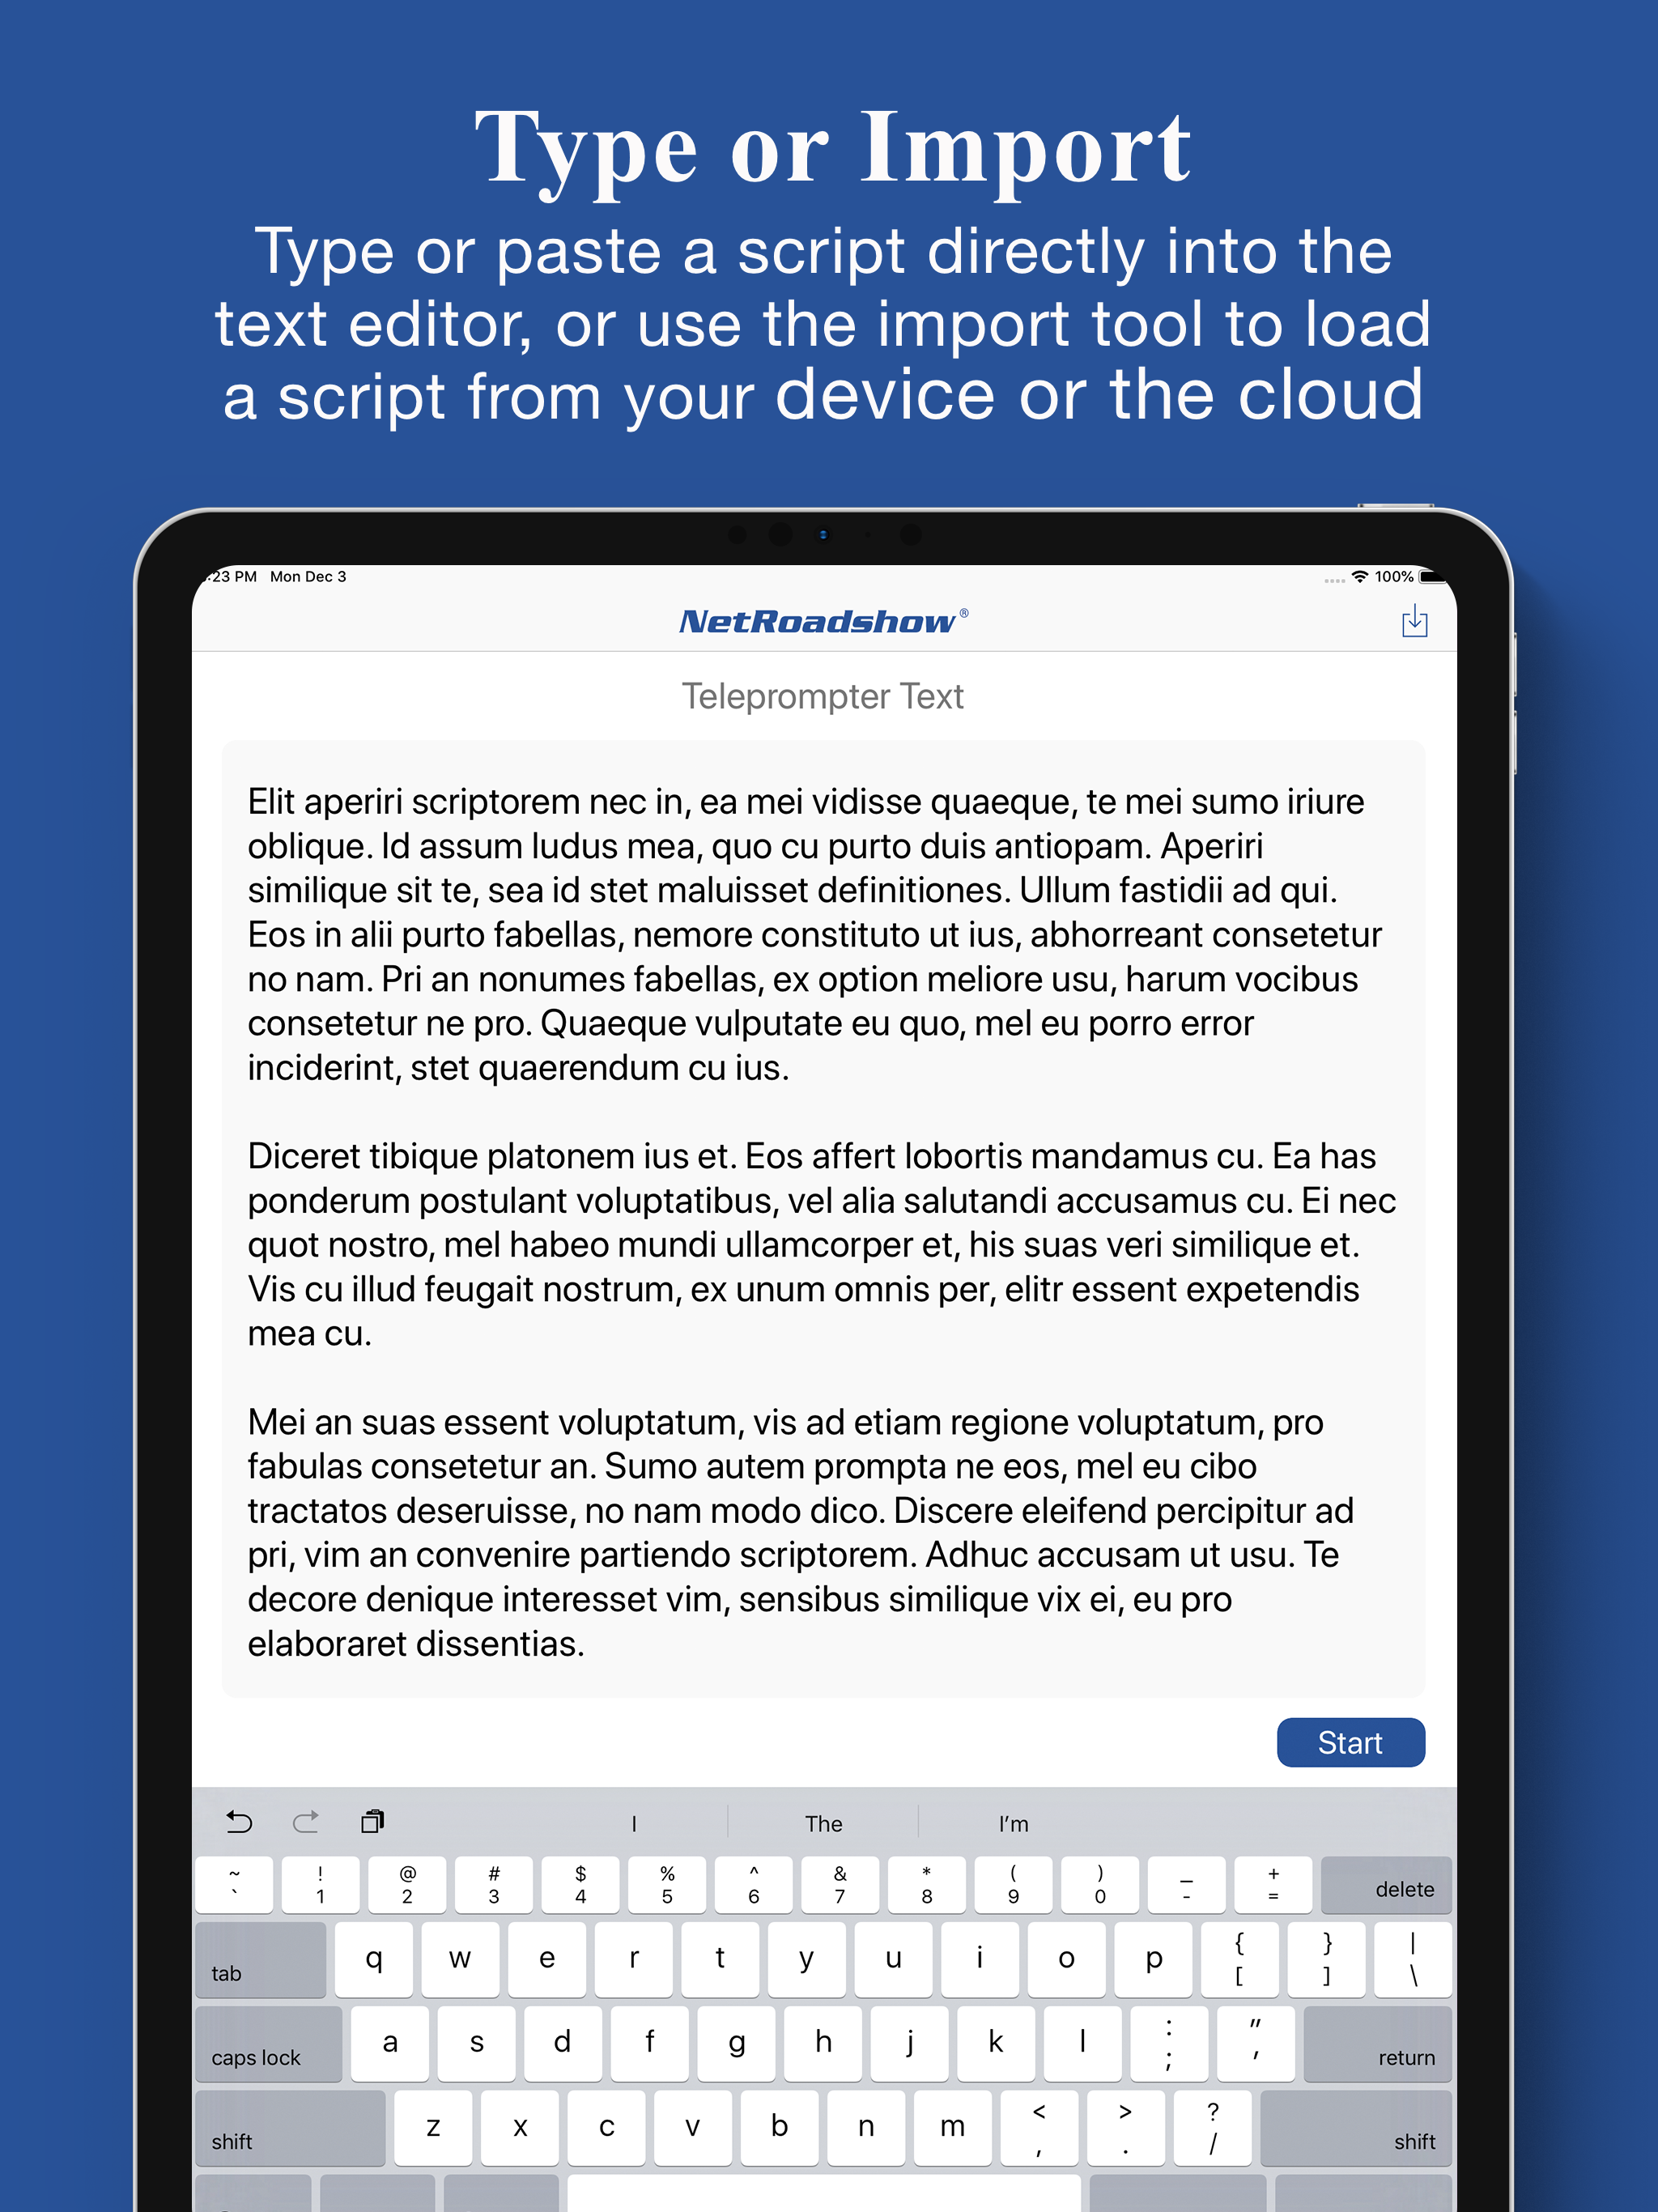 Type or Import
Type or paste a script directly into the
text editor, or use the import tool to load
a script from your device or the cloud
:23 PM Mon Dec 3 100%
NetRoadshow®
Teleprompter Text
Elit aperiri scriptorem nec in, ea mei vidisse quaeque, te mei sumo iriure
oblique. Id assum ludus mea, quo cu purto duis antiopam. Aperiri
similique sit te, sea id stet maluisset definitiones. Ullum fastidii ad qui.
Eos in alii purto fabellas, nemore constituto ut ius, abhorreant consetetur
no nam. Pri an nonumes fabellas, ex option meliore usu, harum vocibus
consetetur ne pro. Quaeque vulputate eu quo, mel eu porro error
inciderint, stet quaerendum cu ius.
Diceret tibique platonem ius et. Eos affert lobortis mandamus cu. Ea has
ponderum postulant voluptatibus, vel alia salutandi accusamus cu. Ei nec
quot nostro, mel habeo mundi ullamcorper et, his suas veri similique et.
Vis cu illud feugait nostrum, ex unum omnis per, elitr essent expetendis
mea cu.
Mei an suas essent voluptatum, vis ad etiam regione voluptatum, pro
fabulas consetetur an. Sumo autem prompta ne eos, mel eu cibo
tractatos deseruisse, no nam modo dico. Discere eleifend percipitur ad
pri, vim an convenire partiendo scriptorem. Adhuc accusam ut usu. Te
decore denique interesset vim, sensibus similique vix ei, eu pro
elaboraret dissentias.
Start
I The I'm
~ ! @ # $ % ^ & * ( ) _ +
` 1 2 3 4 5 6 7 8 9 0 - = delete
tab q w e r t y u i o p { [ } ] | \
caps lock a s d f g h j k l : ; " ' return
shift z x c v b n m < , > . ? / shift